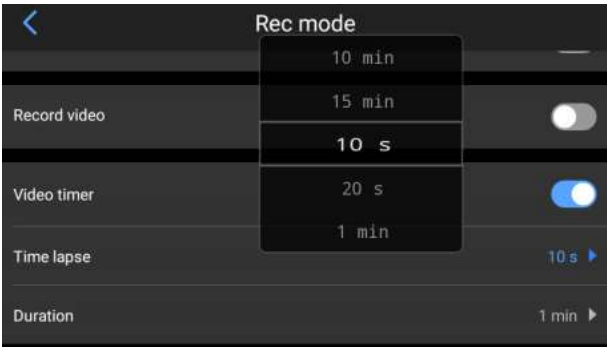 Rec mode
10 min
15 min
Record video
10 s
Video timer
20 s
1 min
Time lapse
10 s
Duration
1 min